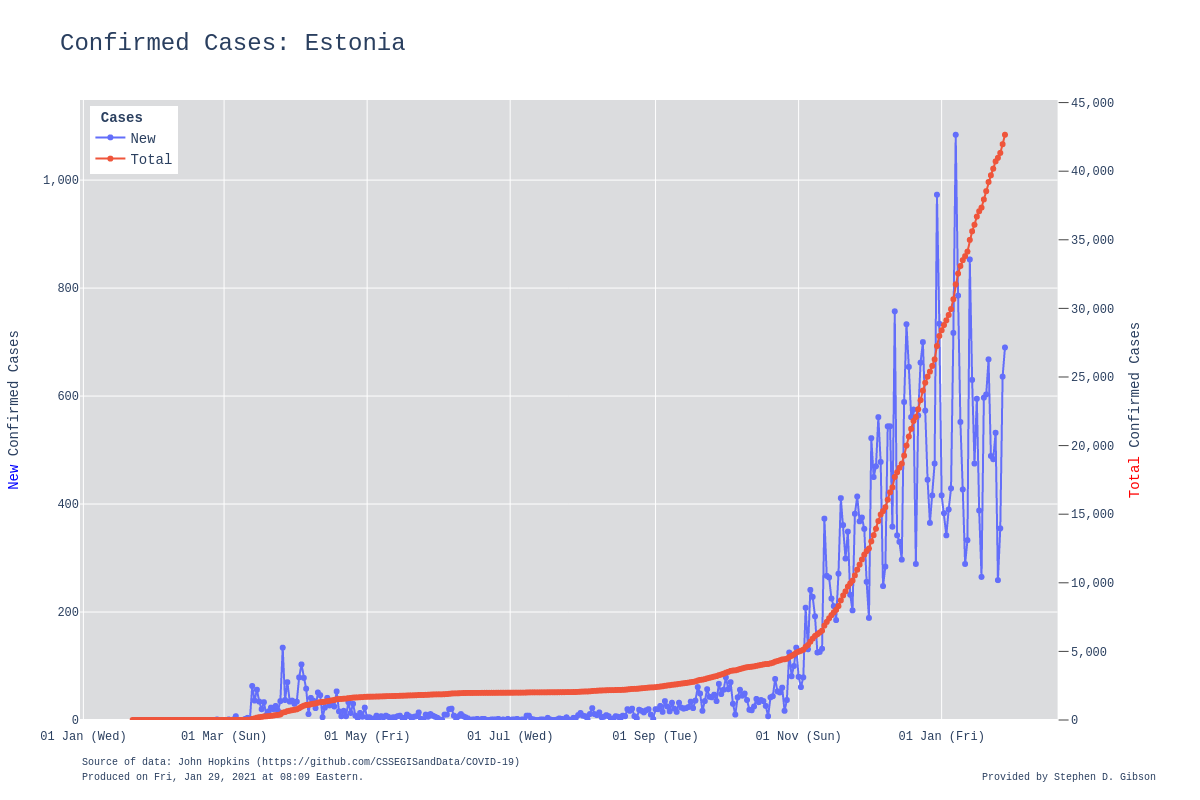 Confirmed Cases: Estonia
Cases
New
Total
1,000
800
600
400
200
0
New Confirmed Cases
45,000
40,000
35,000
30,000
25,000
20,000
15,000
10,000
5,000
0
Total Confirmed Cases
01 Jan (Wed) 01 Mar (Sun) 01 May (Fri) 01 Jul (Wed) 01 Sep (Tue) 01 Nov (Sun) 01 Jan (Fri)
Source of data: John Hopkins (https://github.com/CSSEGISandData/COVID-19)
Produced on Fri, Jan 29, 2021 at 08:09 Eastern.
Provided by Stephen D. Gibson